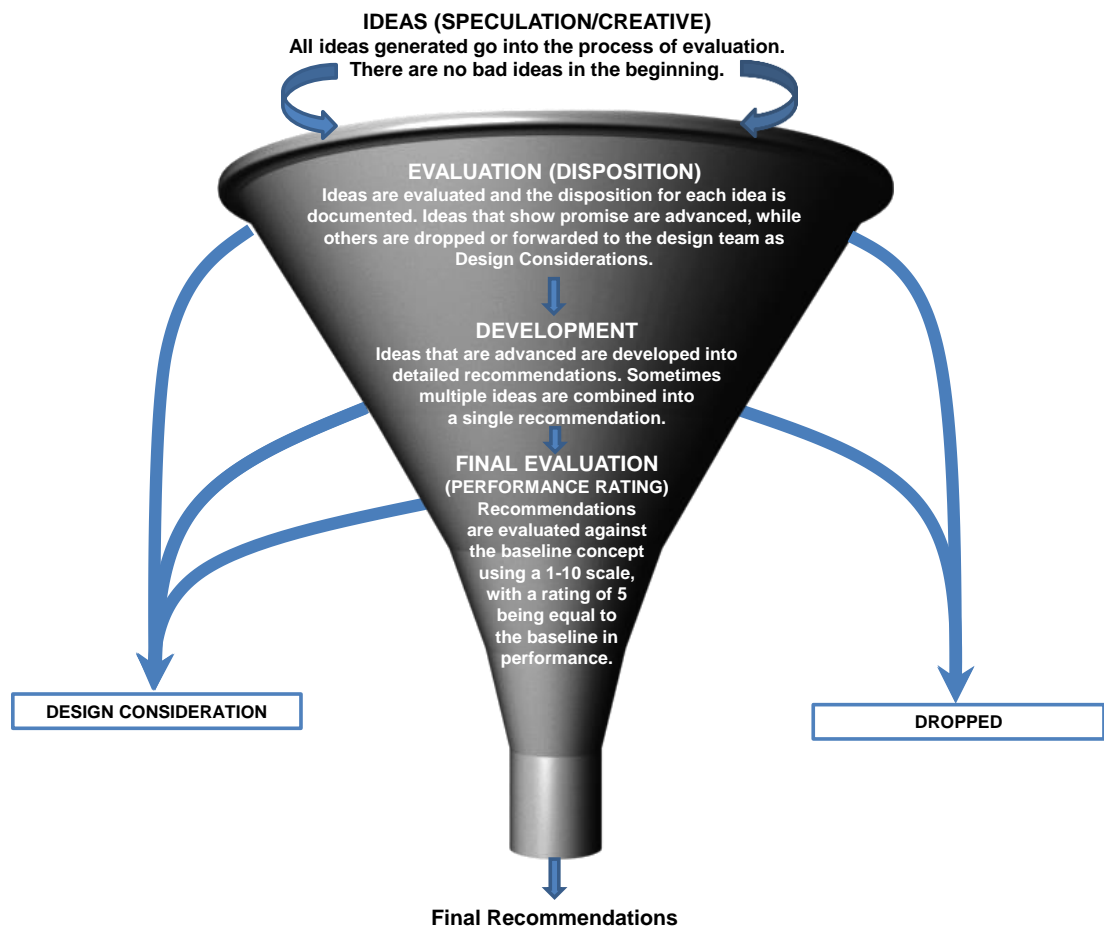 IDEAS (SPECULATION/CREATIVE)
All ideas generated go into the process of evaluation.
There are no bad ideas in the beginning.
EVALUATION (DISPOSITION)
Ideas are evaluated and the disposition for each idea is
documented. Ideas that show promise are advanced, while
others are dropped or forwarded to the design team as
Design Considerations.
DEVELOPMENT
Ideas that are advanced are developed into
detailed recommendations. Sometimes
multiple ideas are combined into
a single recommendation.
FINAL EVALUATION
(PERFORMANCE RATING)
Recommendations
are evaluated against
the baseline concept
using a 1-10 scale,
with a rating of 5
being equal to
the baseline in
performance.
DESIGN CONSIDERATION
DROPPED
Final Recommendations